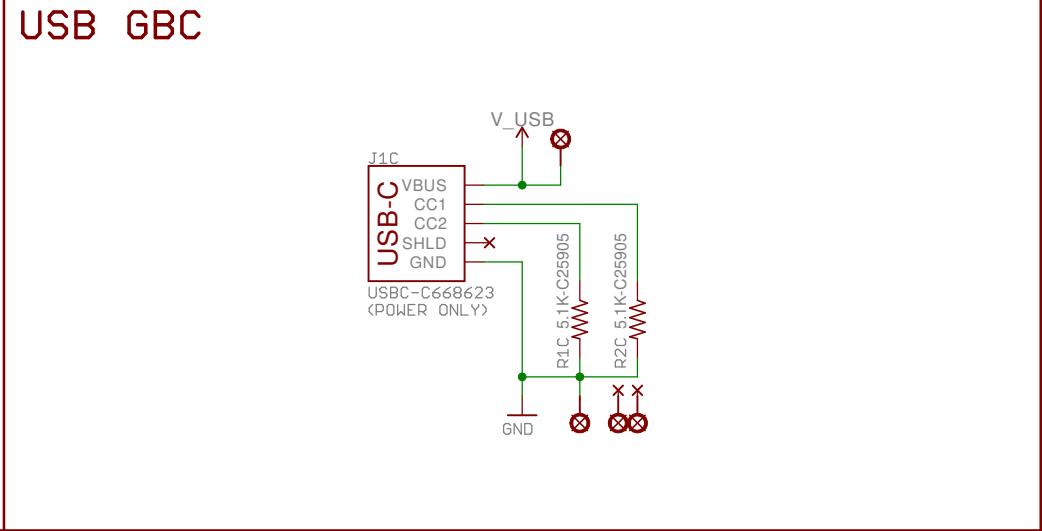 USB GBC
V_USB
J1C
USB-C
VBUS
CC1
CC2
SHLD
GND
USBC-C668623
(POWER ONLY)
R1C 5.1K-C25905
R2C 5.1K-C25905
GND